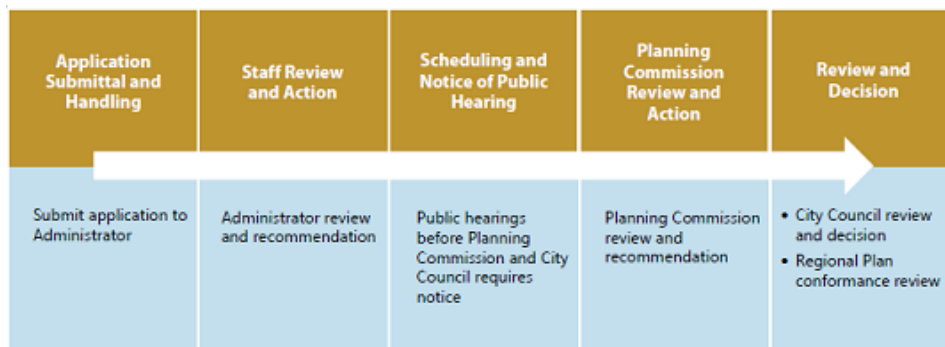 Application
Submittal and
Handling
Staff Review
and Action
Scheduling and
Notice of Public
Hearing
Planning
Commission
Review and
Action
Review and
Decision
Submit application to
Administrator
Administrator review
and recommendation
Public hearings
before Planning
Commission and City
Council requires
notice
Planning Commission
review and
recommendation
• City Council review
and decision
• Regional Plan
conformance review